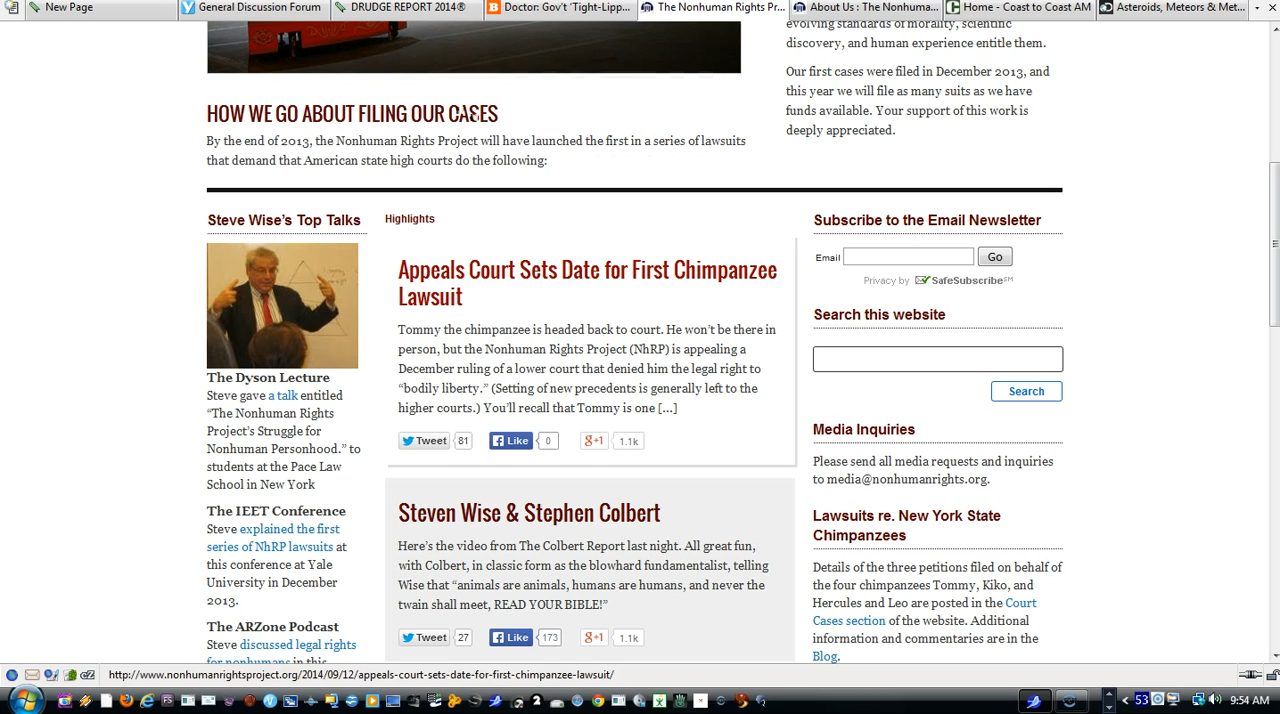 New Page
General Discussion Forum
DRUDGE REPORT 2014®
Doctor: Gov't 'Tight-Lipp...
The Nonhuman Rights Pr...
About Us : The Nonhuma...
Home - Coast to Coast AM
Asteroids, Meteors & Met...
evolving standards of morality, scientific
discovery, and human experience entitle them.
Our first cases were filed in December 2013, and
this year we will file as many suits as we have
funds available. Your support of this work is
deeply appreciated.
HOW WE GO ABOUT FILING OUR CASES
By the end of 2013, the Nonhuman Rights Project will have launched the first in a series of lawsuits
that demand that American state high courts do the following:
Steve Wise's Top Talks
The Dyson Lecture
Steve gave a talk entitled
"The Nonhuman Rights
Project's Struggle for
Nonhuman Personhood." to
students at the Pace Law
School in New York
The IEET Conference
Steve explained the first
series of NhRP lawsuits at
this conference at Yale
University in December
2013.
The ARZone Podcast
Steve discussed legal rights
for nonhumans in this
Highlights
Appeals Court Sets Date for First Chimpanzee
Lawsuit
Tommy the chimpanzee is headed back to court. He won't be there in
person, but the Nonhuman Rights Project (NhRP) is appealing a
December ruling of a lower court that denied him the legal right to
"bodily liberty." (Setting of new precedents is generally left to the
higher courts.) You'll recall that Tommy is one [...]
Tweet 81 Like 0 g+1 1.1k
Steven Wise & Stephen Colbert
Here's the video from The Colbert Report last night. All great fun,
with Colbert, in classic form as the blowhard fundamentalist, telling
Wise that "animals are animals, humans are humans, and never the
twain shall meet, READ YOUR BIBLE!"
Tweet 27 Like 173 g+1 1.1k
Subscribe to the Email Newsletter
Email Go
Privacy by SafeSubscribe℠
Search this website
Search
Media Inquiries
Please send all media requests and inquiries
to media@nonhumanrights.org.
Lawsuits re. New York State
Chimpanzees
Details of the three petitions filed on behalf of
the four chimpanzees Tommy, Kiko, and
Hercules and Leo are posted in the Court
Cases section of the website. Additional
information and commentaries are in the
Blog.
http://www.nonhumanrightsproject.org/2014/09/12/appeals-court-sets-date-for-first-chimpanzee-lawsuit/
53
9:54 AM